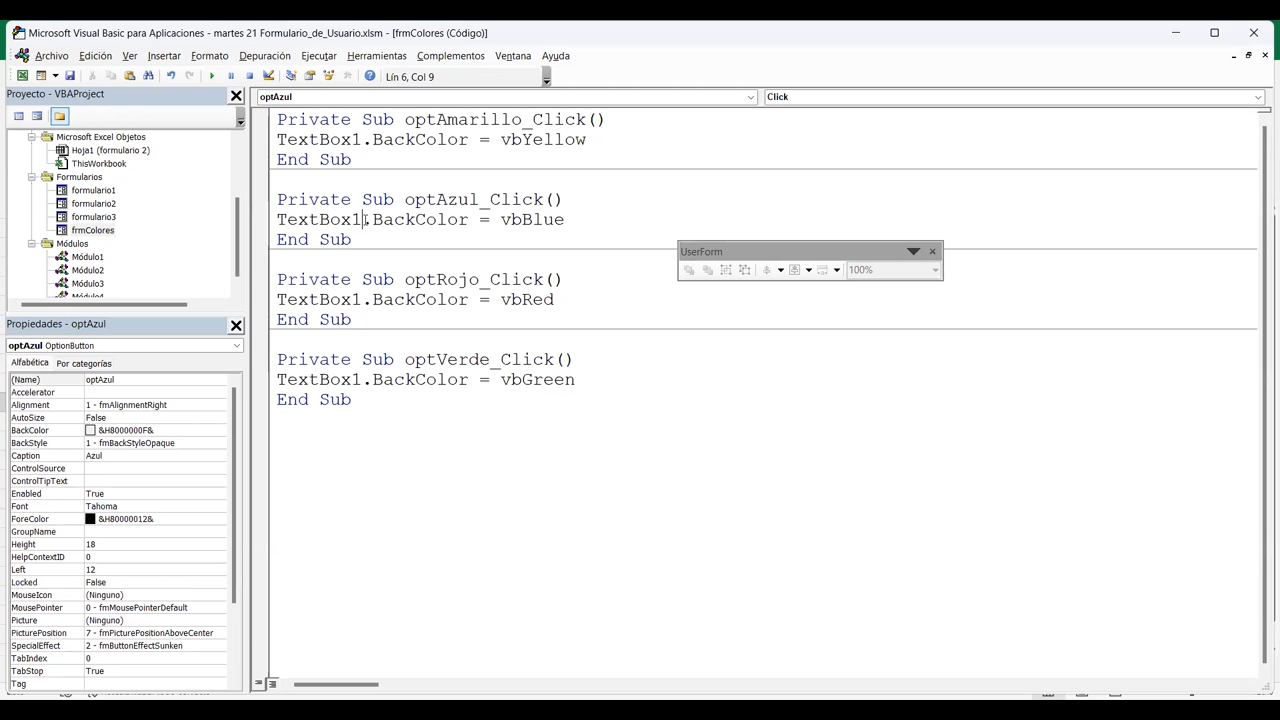 Microsoft Visual Basic para Aplicaciones - martes 21 Formulario_de_Usuario.xlsm - [frmColores (Código)]
Archivo Edición Ver Insertar Formato Depuración Ejecutar Herramientas Complementos Ventana Ayuda
Lín 6, Col 9
Proyecto - VBAProject
Microsoft Excel Objetos
Hoja1 (formulario 2)
ThisWorkbook
Formularios
formulario1
formulario2
formulario3
frmColores
Módulos
Módulo1
Módulo2
Módulo3
Módulo4
Propiedades - optAzul
optAzul OptionButton
Alfabética Por categorías
(Name) optAzul
Accelerator
Alignment 1 - fmAlignmentRight
AutoSize False
BackColor &H8000000F&
BackStyle 1 - fmBackStyleOpaque
Caption Azul
ControlSource
ControlTipText
Enabled True
Font Tahoma
ForeColor &H80000012&
GroupName
Height 18
HelpContextID 0
Left 12
Locked False
MouseIcon (Ninguno)
MousePointer 0 - fmMousePointerDefault
Picture (Ninguno)
PicturePosition 7 - fmPicturePositionAboveCenter
SpecialEffect 2 - fmButtonEffectSunken
TabIndex 0
TabStop True
Tag
optAzul Click
Private Sub optAmarillo_Click()
TextBox1.BackColor = vbYellow
End Sub
Private Sub optAzul_Click()
TextBox1.BackColor = vbBlue
End Sub
Private Sub optRojo_Click()
TextBox1.BackColor = vbRed
End Sub
Private Sub optVerde_Click()
TextBox1.BackColor = vbGreen
End Sub
UserForm
100%